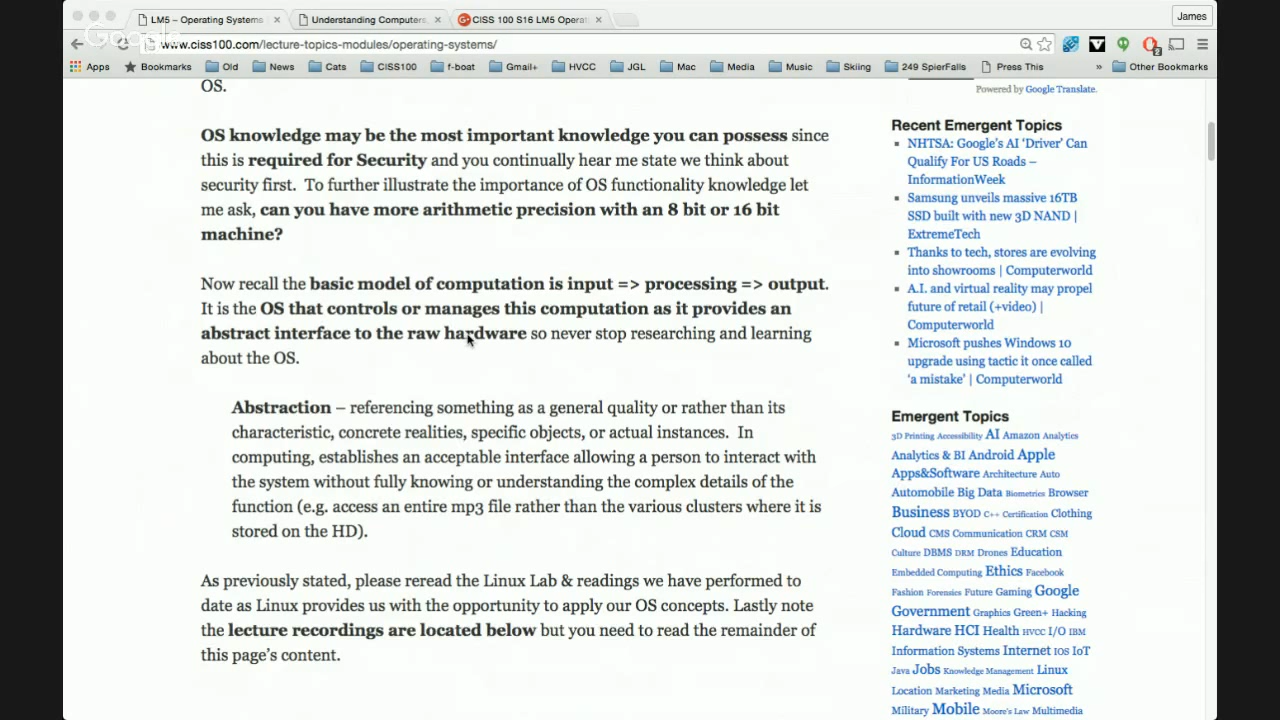 LM5 – Operating Systems
Understanding Computers,
CISS 100 S16 LM5 Operat
James
Google
www.ciss100.com/lecture-topics-modules/operating-systems/
Apps Bookmarks Old News Cats CISS100 f-boat Gmail+ HVCC JGL Mac Media Music Skiing 249 SpierFalls Press This » Other Bookmarks
OS.
OS knowledge may be the most important knowledge you can possess since
this is required for Security and you continually hear me state we think about
security first. To further illustrate the importance of OS functionality knowledge let
me ask, can you have more arithmetic precision with an 8 bit or 16 bit
machine?
Now recall the basic model of computation is input => processing => output.
It is the OS that controls or manages this computation as it provides an
abstract interface to the raw hardware so never stop researching and learning
about the OS.
Abstraction – referencing something as a general quality or rather than its
characteristic, concrete realities, specific objects, or actual instances. In
computing, establishes an acceptable interface allowing a person to interact with
the system without fully knowing or understanding the complex details of the
function (e.g. access an entire mp3 file rather than the various clusters where it is
stored on the HD).
As previously stated, please reread the Linux Lab & readings we have performed to
date as Linux provides us with the opportunity to apply our OS concepts. Lastly note
the lecture recordings are located below but you need to read the remainder of
this page's content.
Powered by Google Translate.
Recent Emergent Topics
NHTSA: Google's AI 'Driver' Can
Qualify For US Roads –
InformationWeek
Samsung unveils massive 16TB
SSD built with new 3D NAND |
ExtremeTech
Thanks to tech, stores are evolving
into showrooms | Computerworld
A.I. and virtual reality may propel
future of retail (+video) |
Computerworld
Microsoft pushes Windows 10
upgrade using tactic it once called
'a mistake' | Computerworld
Emergent Topics
3D Printing Accessibility AI Amazon Analytics
Analytics & BI Android Apple
Apps&Software Architecture Auto
Automobile Big Data Biometrics Browser
Business BYOD C++ Certification Clothing
Cloud CMS Communication CRM CSM
Culture DBMS DRM Drones Education
Embedded Computing Ethics Facebook
Fashion Forensics Future Gaming Google
Government Graphics Green+ Hacking
Hardware HCI Health HVCC I/O IBM
Information Systems Internet IOS IoT
Java Jobs Knowledge Management Linux
Location Marketing Media Microsoft
Military Mobile Moore's Law Multimedia